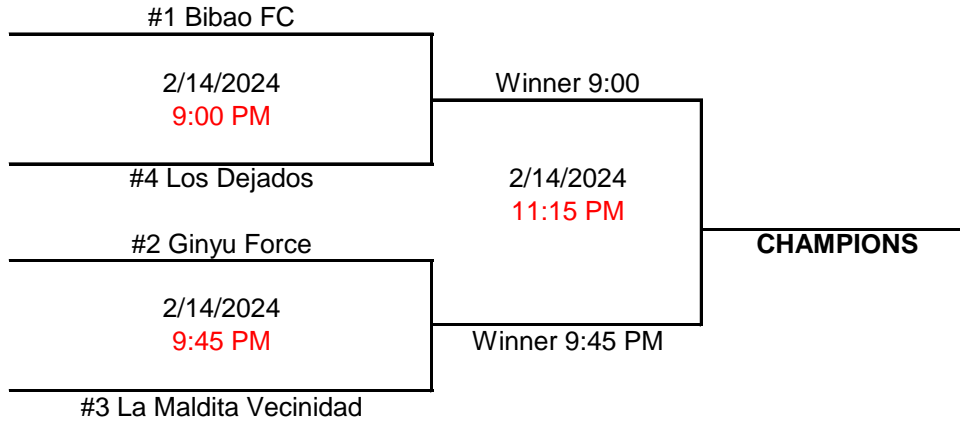 #1 Bibao FC
2/14/2024
9:00 PM
Winner 9:00
#4 Los Dejados
2/14/2024
11:15 PM
#2 Ginyu Force
CHAMPIONS
2/14/2024
9:45 PM
Winner 9:45 PM
#3 La Maldita Vecinidad